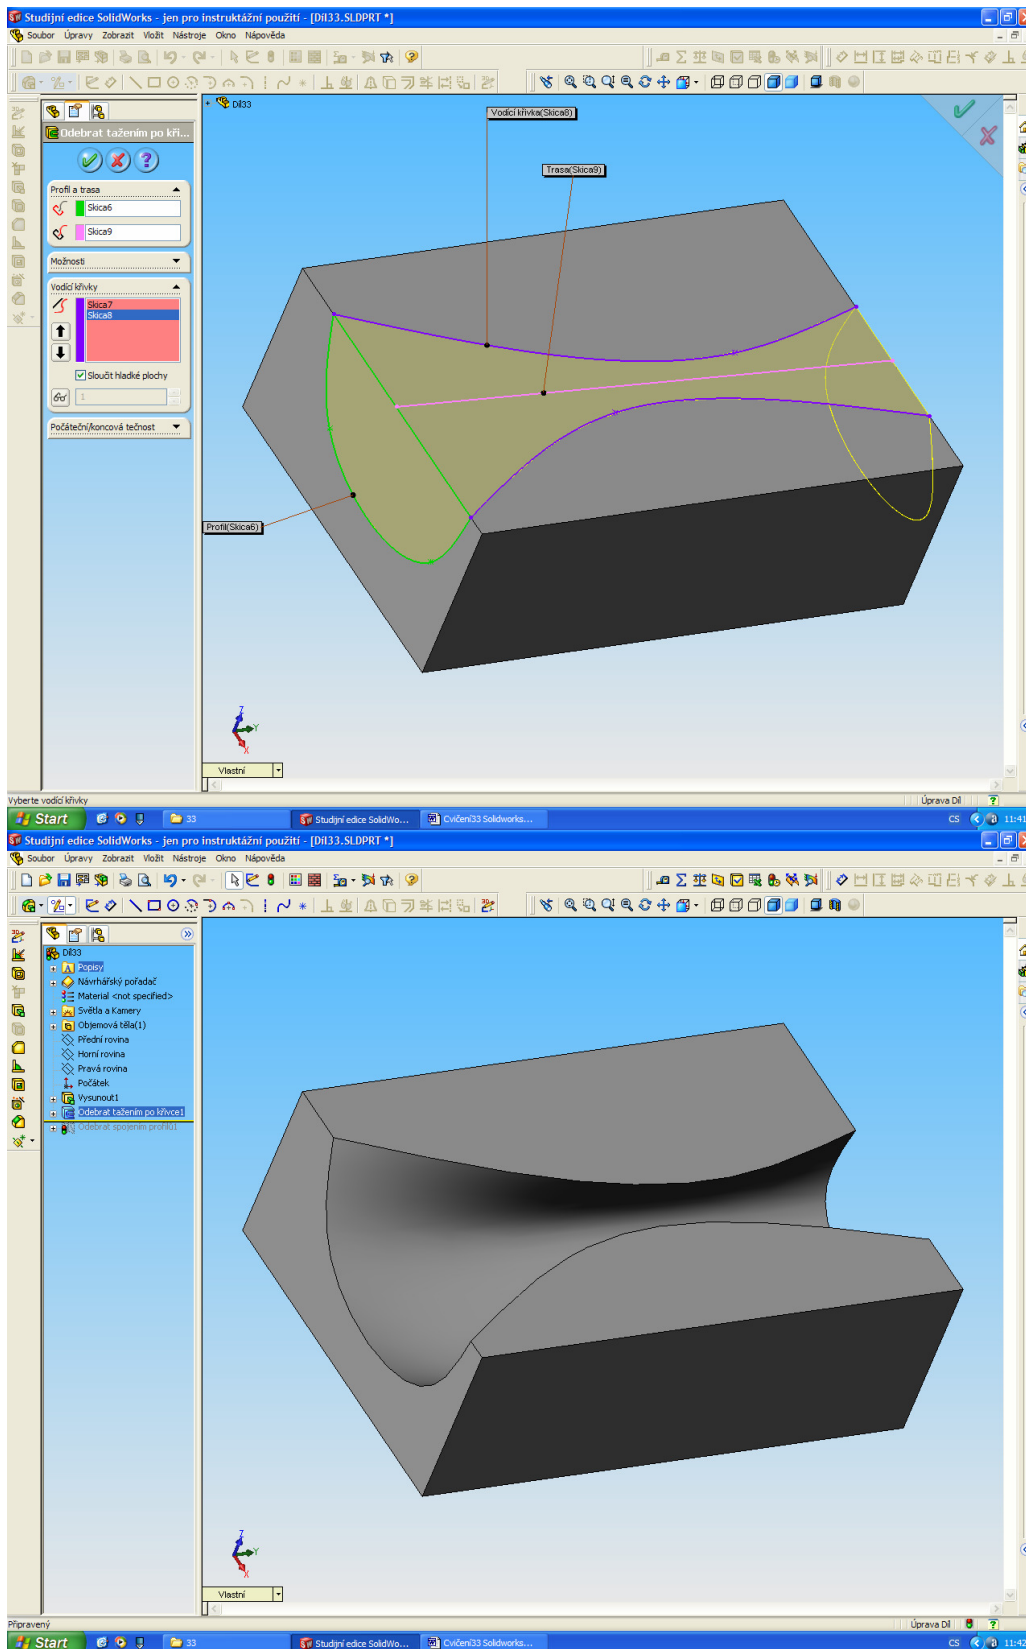 Studijní edice SolidWorks - jen pro instruktážní použití - [Díl33.SLDPRT *]
Soubor Úpravy Zobrazit Vložit Nástroje Okno Nápověda
Díl33
Odebrat tažením po kři...
Profil a trasa
Skica6
Skica9
Možnosti
Vodicí křivky
Skica7
Skica8
Sloučit hladké plochy
1
Počáteční/koncová tečnost
Vodicí křivka(Skica8)
Trasa(Skica9)
Profil(Skica6)
Z
Y
X
Vlastní
Vyberte vodicí křivky
Úprava Díl
Start
33
Studijní edice SolidWo...
Cvičení33 Solidworks...
CS
11:41
Studijní edice SolidWorks - jen pro instruktážní použití - [Díl33.SLDPRT *]
Soubor Úpravy Zobrazit Vložit Nástroje Okno Nápověda
Díl33
Popisy
Návrhářský pořadač
Material <not specified>
Světla a Kamery
Objemová těla(1)
Přední rovina
Horní rovina
Pravá rovina
Počátek
Vysunout1
Odebrat tažením po křivce1
Odebrat spojením profilů1
Z
Y
X
Vlastní
Připravený
Úprava Díl
Start
33
Studijní edice SolidWo...
Cvičení33 Solidworks...
CS
11:42